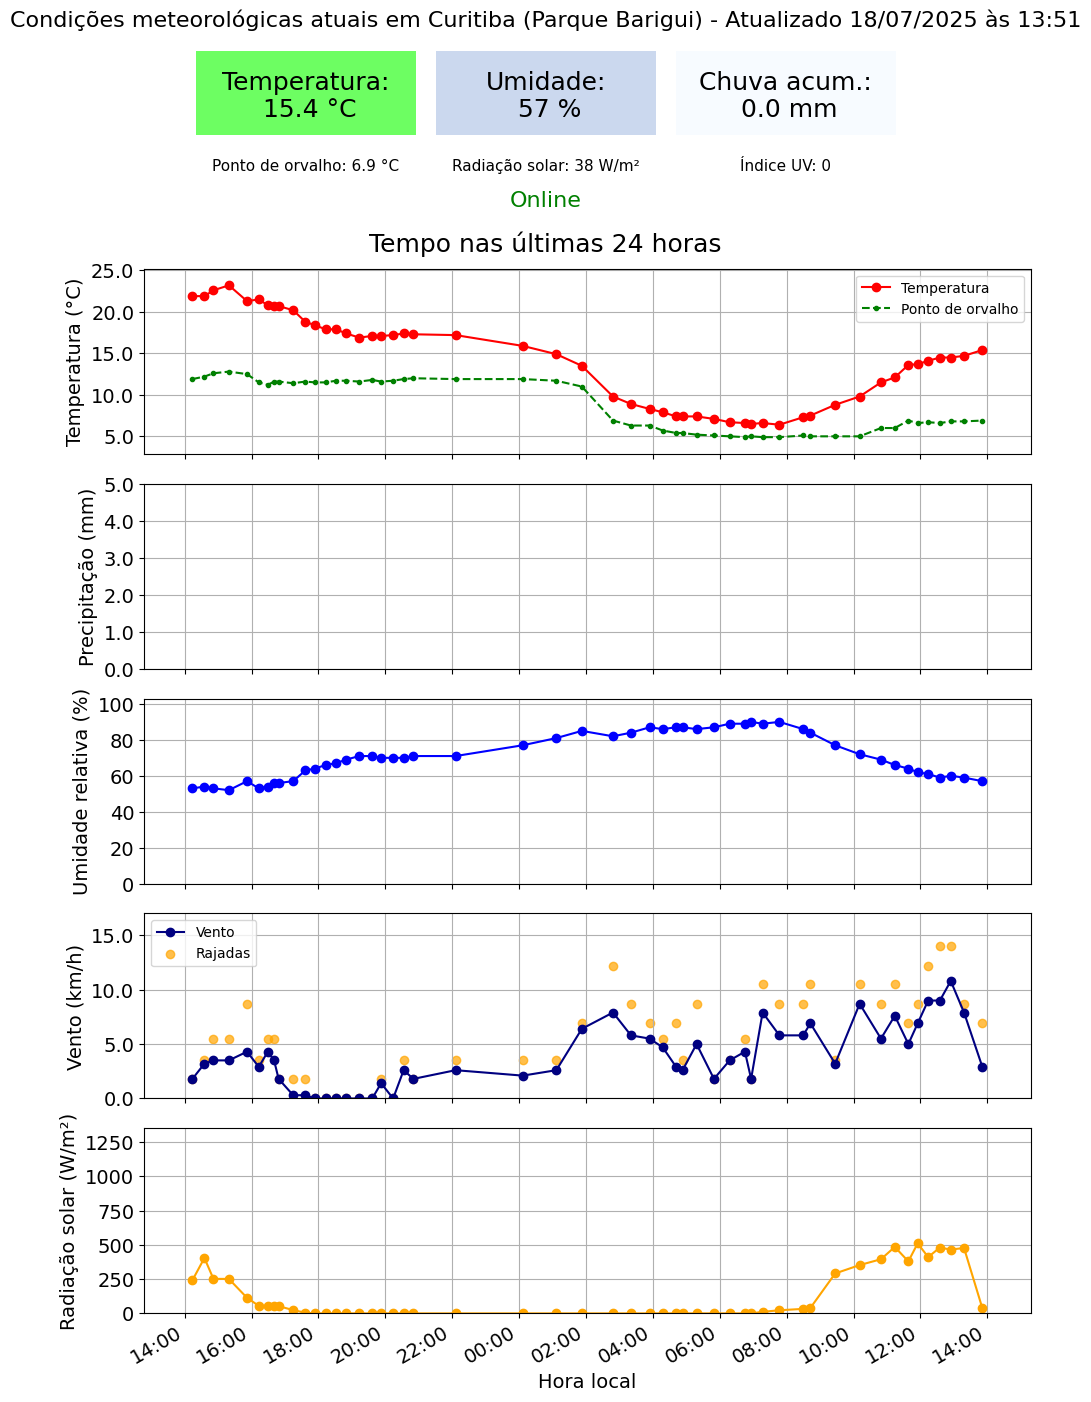 Condições meteorológicas atuais em Curitiba (Parque Barigui) - Atualizado 18/07/2025 às 13:51
Temperatura:
15.4 °C
Umidade:
57 %
Chuva acum.:
0.0 mm
Ponto de orvalho: 6.9 °C
Radiação solar: 38 W/m²
Índice UV: 0
Online
Tempo nas últimas 24 horas
Temperatura (°C)
25.0
20.0
15.0
10.0
5.0
Temperatura
Ponto de orvalho
Precipitação (mm)
5.0
4.0
3.0
2.0
1.0
0.0
Umidade relativa (%)
100
80
60
40
20
0
Vento (km/h)
15.0
10.0
5.0
0.0
Vento
Rajadas
Radiação solar (W/m²)
1250
1000
750
500
250
0
14:00
16:00
18:00
20:00
22:00
00:00
02:00
04:00
06:00
08:00
10:00
12:00
14:00
Hora local